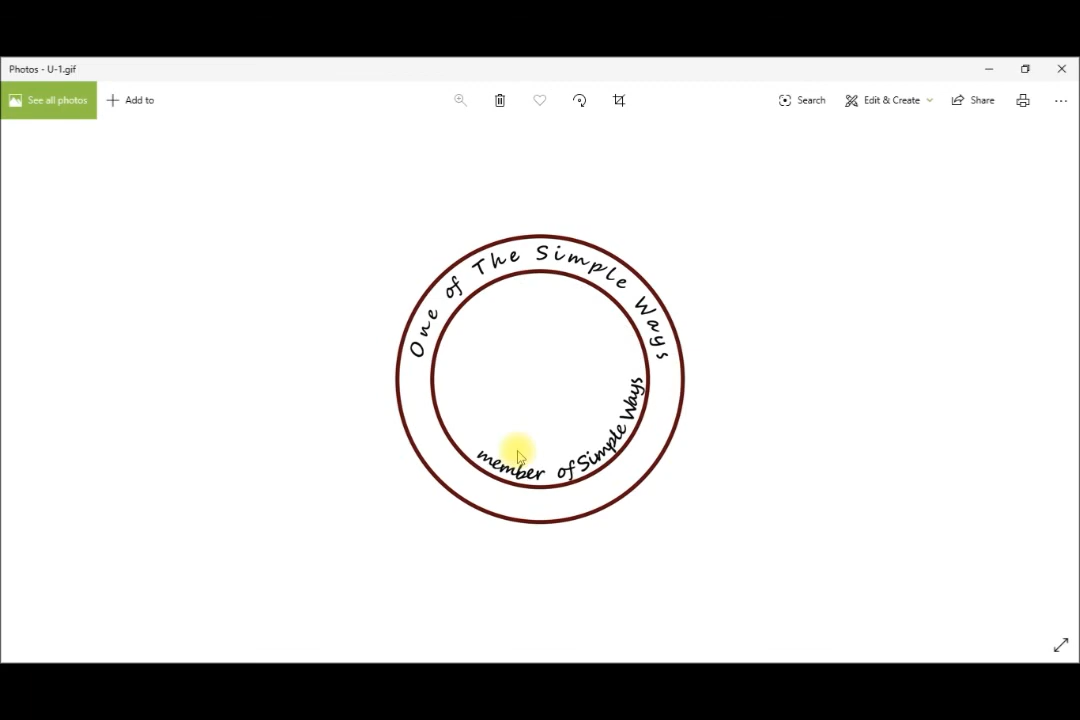 Photos - U-1.gif
See all photos
Add to
Search
Edit & Create
Share
One of The Simple Ways
member of Simple Ways